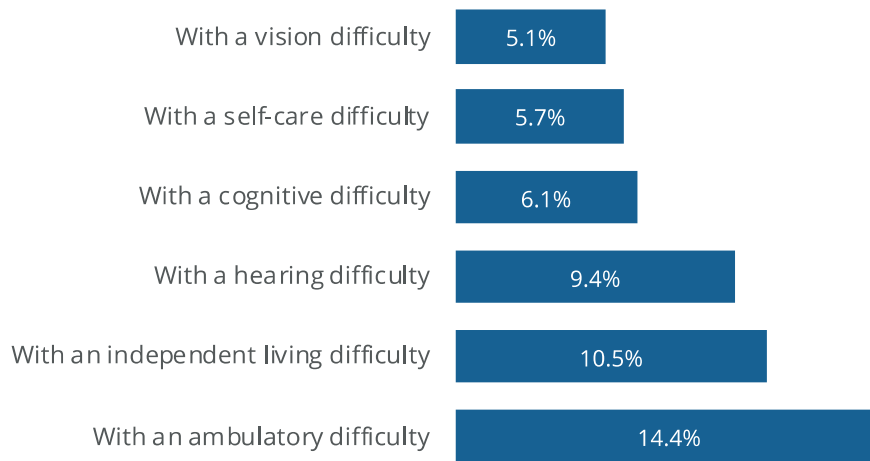 With a vision difficulty 5.1%
With a self-care difficulty 5.7%
With a cognitive difficulty 6.1%
With a hearing difficulty 9.4%
With an independent living difficulty 10.5%
With an ambulatory difficulty 14.4%